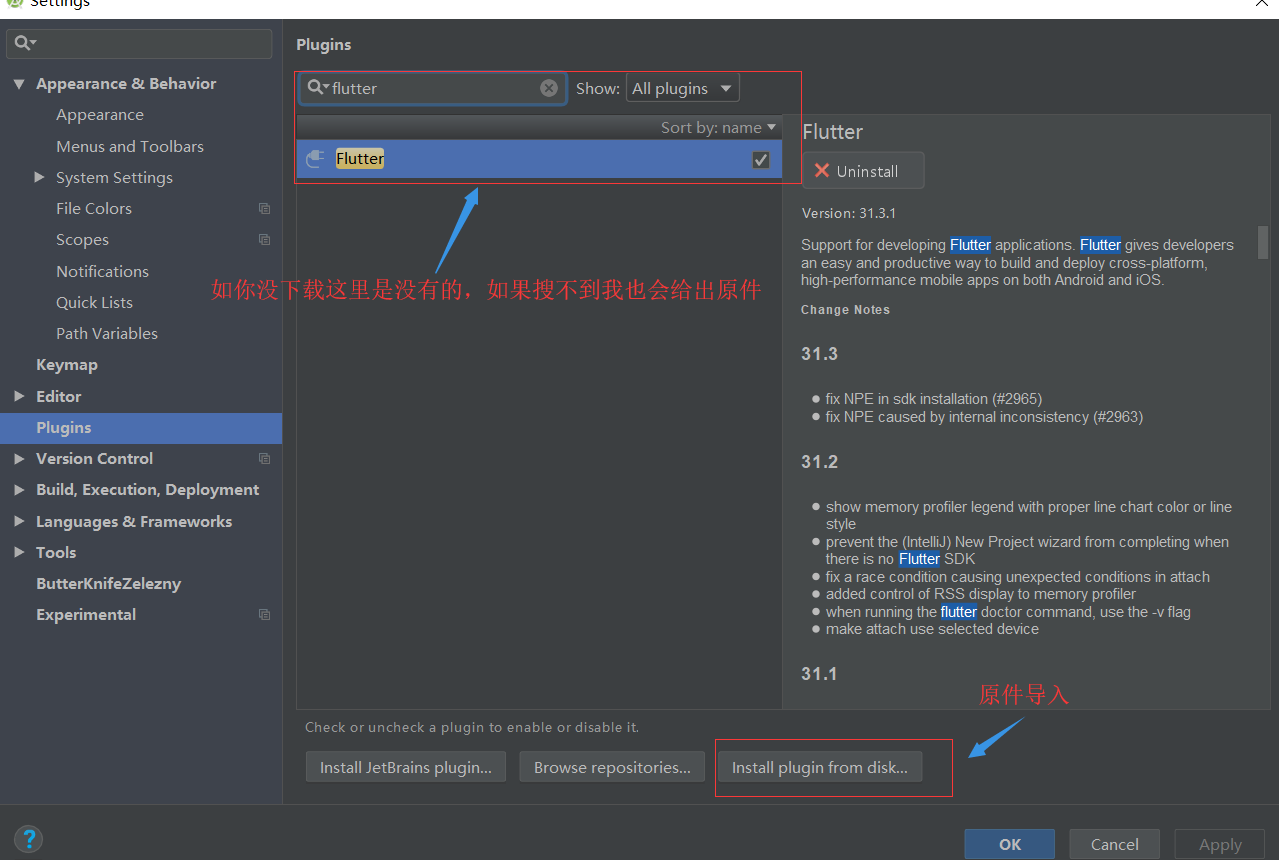 Settings
Appearance & Behavior
Appearance
Menus and Toolbars
System Settings
File Colors
Scopes
Notifications
Quick Lists
Path Variables
Keymap
Editor
Plugins
Version Control
Build, Execution, Deployment
Languages & Frameworks
Tools
ButterKnifeZelezny
Experimental
Plugins
flutter
Show: All plugins
Sort by: name
Flutter
如你没下载这里是没有的，如果搜不到我也会给出原件
Flutter
Uninstall
Version: 31.3.1
Support for developing Flutter applications. Flutter gives developers
an easy and productive way to build and deploy cross-platform,
high-performance mobile apps on both Android and iOS.
Change Notes
31.3
● fix NPE in sdk installation (#2965)
● fix NPE caused by internal inconsistency (#2963)
31.2
● show memory profiler legend with proper line chart color or line
style
● prevent the (IntelliJ) New Project wizard from completing when
there is no Flutter SDK
● fix a race condition causing unexpected conditions in attach
● added control of RSS display to memory profiler
● when running the flutter doctor command, use the -v flag
● make attach use selected device
31.1
原件导入
Check or uncheck a plugin to enable or disable it.
Install JetBrains plugin...
Browse repositories...
Install plugin from disk...
?
OK
Cancel
Apply